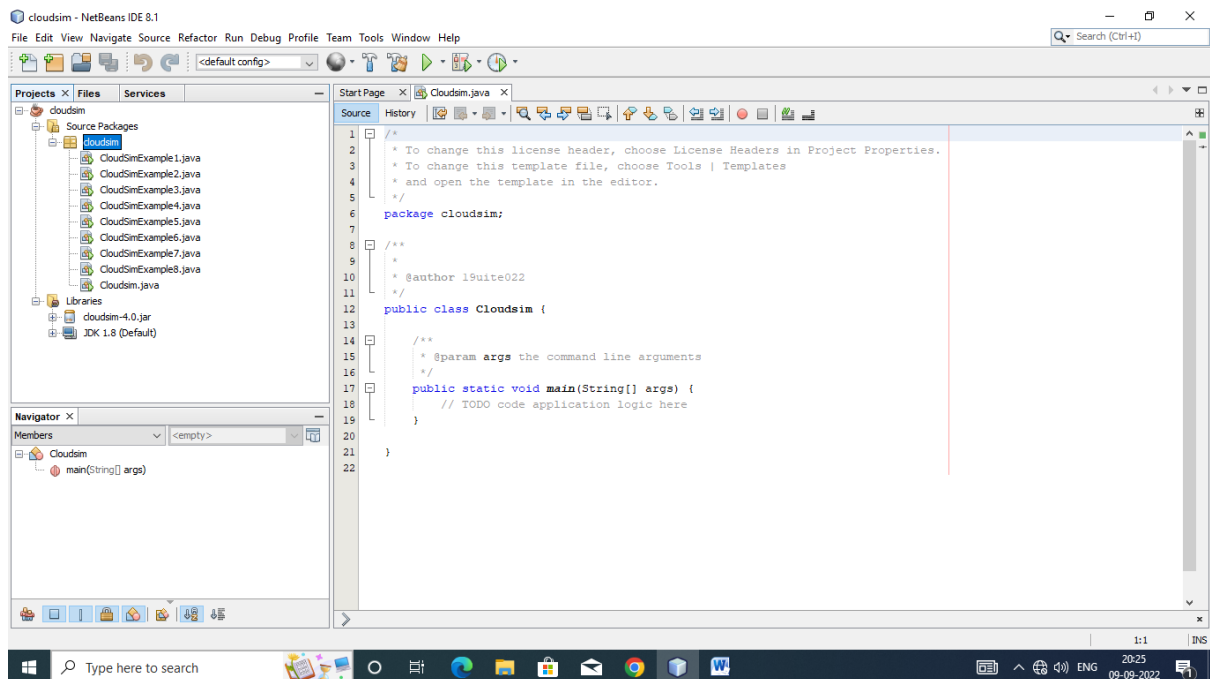 cloudsim - NetBeans IDE 8.1
File Edit View Navigate Source Refactor Run Debug Profile Team Tools Window Help
Search (Ctrl+I)
<default config>
Projects Files Services
Start Page Cloudsim.java
Source History
cloudsim
Source Packages
cloudsim
CloudSimExample1.java
CloudSimExample2.java
CloudSimExample3.java
CloudSimExample4.java
CloudSimExample5.java
CloudSimExample6.java
CloudSimExample7.java
CloudSimExample8.java
Cloudsim.java
Libraries
cloudsim-4.0.jar
JDK 1.8 (Default)
Navigator
Members <empty>
Cloudsim
main(String[] args)
1 /*
2 * To change this license header, choose License Headers in Project Properties.
3 * To change this template file, choose Tools | Templates
4 * and open the template in the editor.
5 */
6 package cloudsim;
7
8 /**
9 *
10 * @author 19uite022
11 */
12 public class Cloudsim {
13
14 /**
15 * @param args the command line arguments
16 */
17 public static void main(String[] args) {
18 // TODO code application logic here
19 }
20
21 }
22
1:1 INS
Type here to search
ENG
20:25
09-09-2022